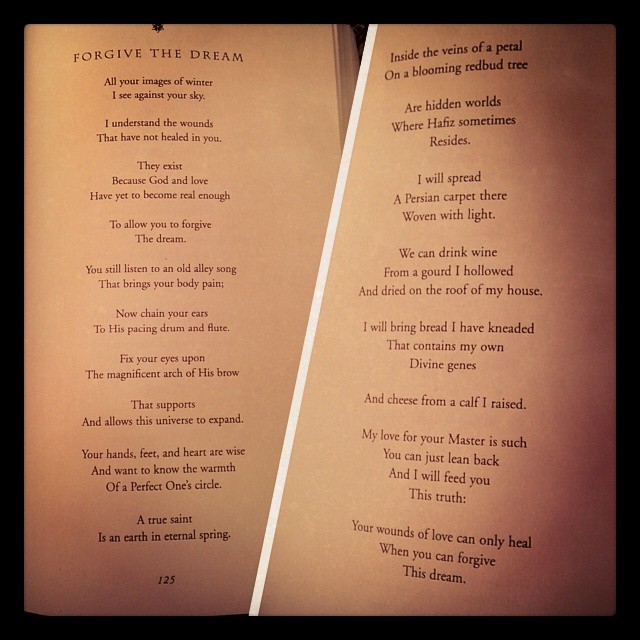 FORGIVE THE DREAM
All your images of winter
I see against your sky.
I understand the wounds
That have not healed in you.
They exist
Because God and love
Have yet to become real enough
To allow you to forgive
The dream.
You still listen to an old alley song
That brings your body pain;
Now chain your ears
To His pacing drum and flute.
Fix your eyes upon
The magnificent arch of His brow
That supports
And allows this universe to expand.
Your hands, feet, and heart are wise
And want to know the warmth
Of a Perfect One's circle.
A true saint
Is an earth in eternal spring.
125
Inside the veins of a petal
On a blooming redbud tree
Are hidden worlds
Where Hafiz sometimes
Resides.
I will spread
A Persian carpet there
Woven with light.
We can drink wine
From a gourd I hollowed
And dried on the roof of my house.
I will bring bread I have kneaded
That contains my own
Divine genes
And cheese from a calf I raised.
My love for your Master is such
You can just lean back
And I will feed you
This truth:
Your wounds of love can only heal
When you can forgive
This dream.